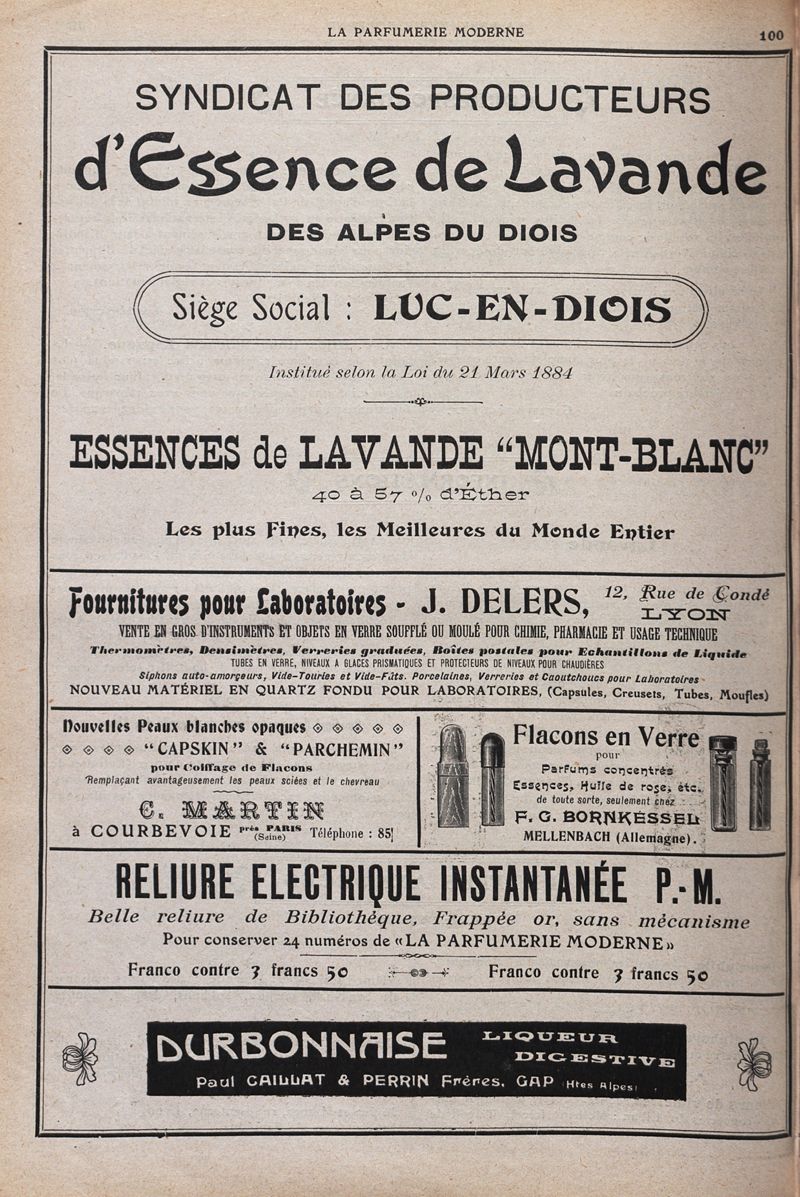 LA PARFUMERIE MODERNE
100
SYNDICAT DES PRODUCTEURS
d'Essence de Lavande
DES ALPES DU DIOIS
Siège Social : LUC-EN-DIOIS
Institué selon la Loi du 21 Mars 1884
ESSENCES de LAVANDE "MONT-BLANC"
40 à 57 % d'Éther
Les plus Fines, les Meilleures du Monde Entier
Fournitures pour Laboratoires - J. DELERS, 12, Rue de Condé
LYON
VENTE EN GROS D'INSTRUMENTS ET OBJETS EN VERRE SOUFFLÉ OU MOULÉ POUR CHIMIE, PHARMACIE ET USAGE TECHNIQUE
Thermomètres, Densimètres, Verreries graduées, Boîtes postales pour Echantillons de Liquide
TUBES EN VERRE, NIVEAUX A GLACES PRISMATIQUES ET PROTECTEURS DE NIVEAUX POUR CHAUDIÈRES
Siphons auto-amorçeurs, Vide-Touries et Vide-Fûts. Porcelaines, Verreries et Caoutchoucs pour Laboratoires
NOUVEAU MATÉRIEL EN QUARTZ FONDU POUR LABORATOIRES, (Capsules, Creusets, Tubes, Moufles)
Nouvelles Peaux blanches opaques
"CAPSKIN" & "PARCHEMIN"
pour Coiffage de Flacons
Remplaçant avantageusement les peaux sciées et le chevreau
C. MARTIN
à COURBEVOIE près PARIS (Seine) Téléphone : 85!
Flacons en Verre
pour
Parfums concentrés
Essences, Huile de rose, etc.
de toute sorte, seulement chez
F. G. BORNKESSEL
MELLENBACH (Allemagne).
RELIURE ELECTRIQUE INSTANTANÉE P.-M.
Belle reliure de Bibliothèque, Frappée or, sans mécanisme
Pour conserver 24 numéros de «LA PARFUMERIE MODERNE»
Franco contre 7 francs 50
Franco contre 7 francs 50
DURBONNAISE LIQUEUR
DIGESTIVE
Paul CAILLAT & PERRIN Frères, GAP (Htes Alpes)